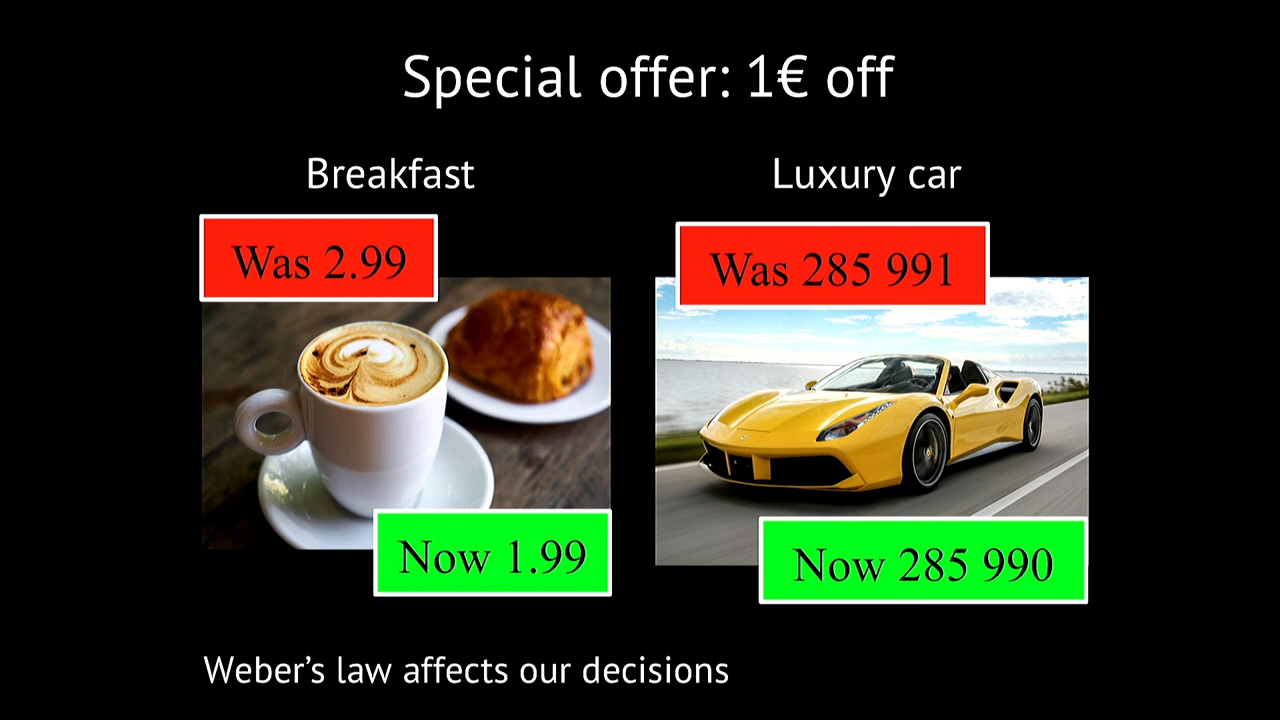 Special offer: 1€ off
Breakfast
Luxury car
Was 2.99
Was 285 991
Now 1.99
Now 285 990
Weber’s law affects our decisions